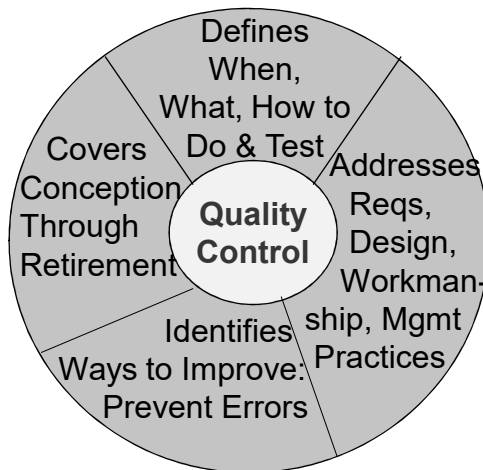 Defines
When,
What, How to
Do & Test
Addresses
Reqs,
Design,
Workman-
ship, Mgmt
Practices
Identifies
Ways to Improve:
Prevent Errors
Covers
Conception
Through
Retirement
Quality
Control